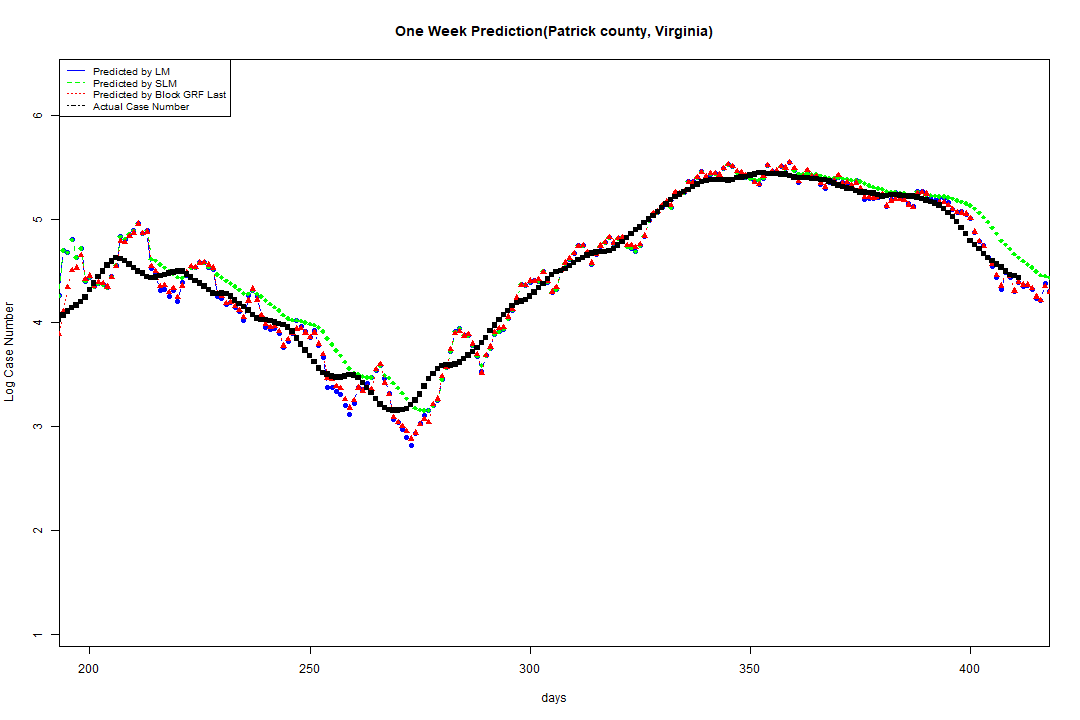 One Week Prediction(Patrick county, Virginia)
Predicted by LM
Predicted by SLM
Predicted by Block GRF Last
Actual Case Number
6
5
4
3
2
1
Log Case Number
200 250 300 350 400
days